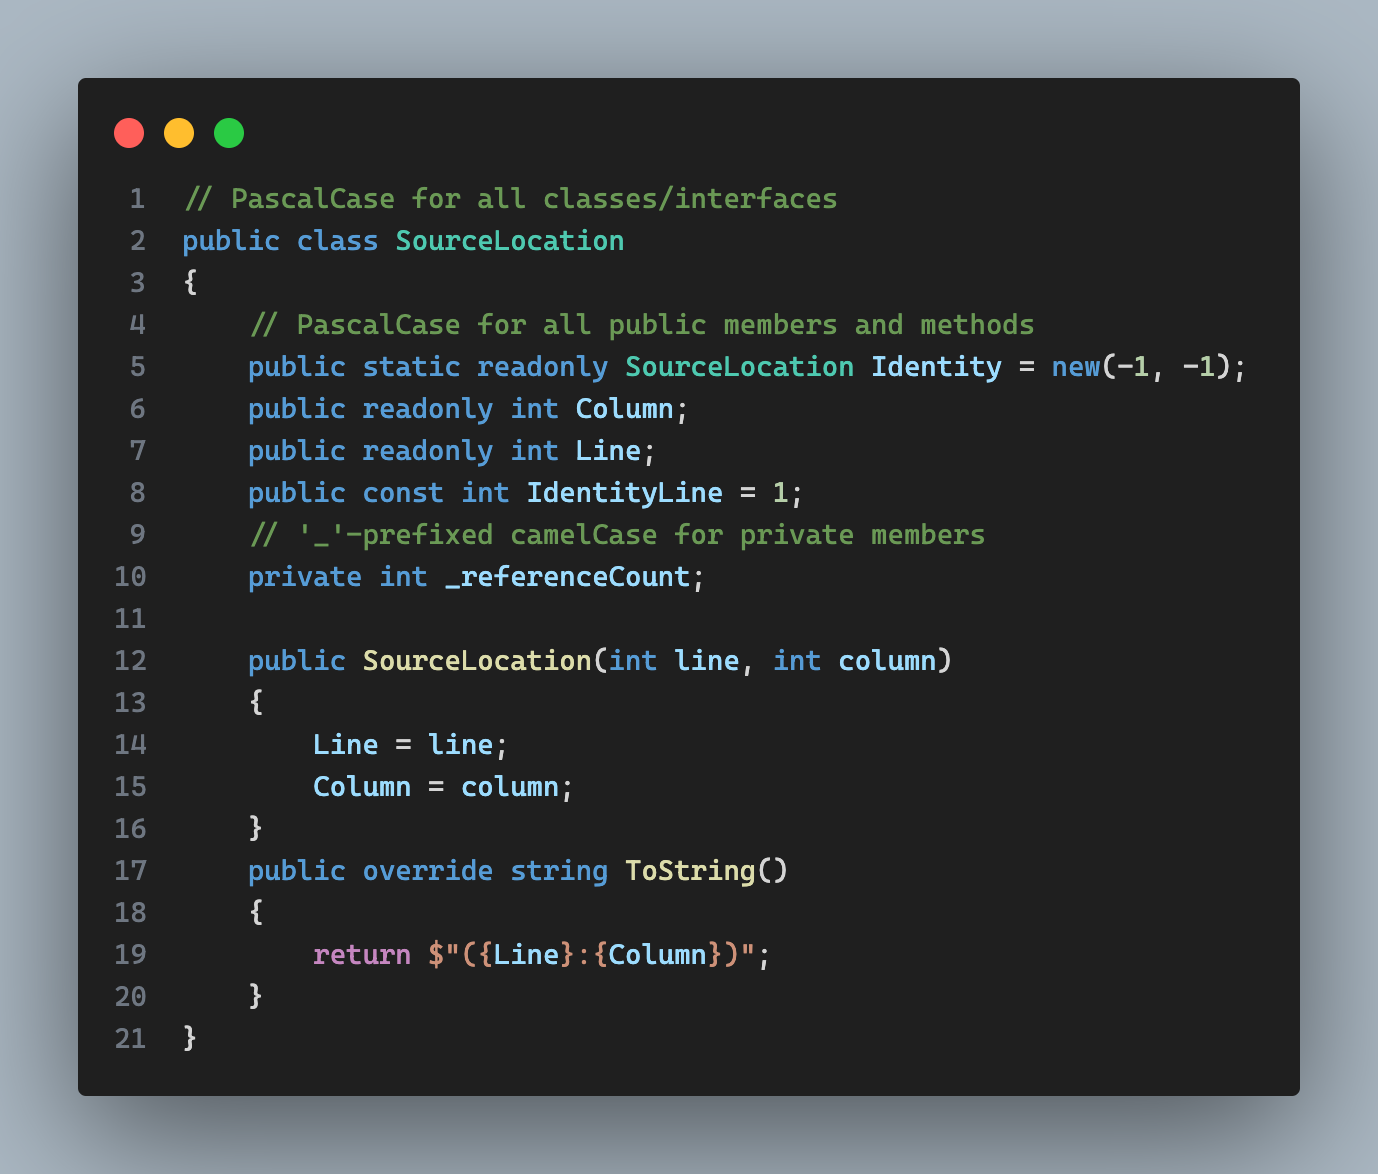 1 // PascalCase for all classes/interfaces
2 public class SourceLocation
3 {
4     // PascalCase for all public members and methods
5     public static readonly SourceLocation Identity = new(-1, -1);
6     public readonly int Column;
7     public readonly int Line;
8     public const int IdentityLine = 1;
9     // '_'-prefixed camelCase for private members
10     private int _referenceCount;
11
12     public SourceLocation(int line, int column)
13     {
14         Line = line;
15         Column = column;
16     }
17     public override string ToString()
18     {
19         return $"({Line}:{Column})";
20     }
21 }